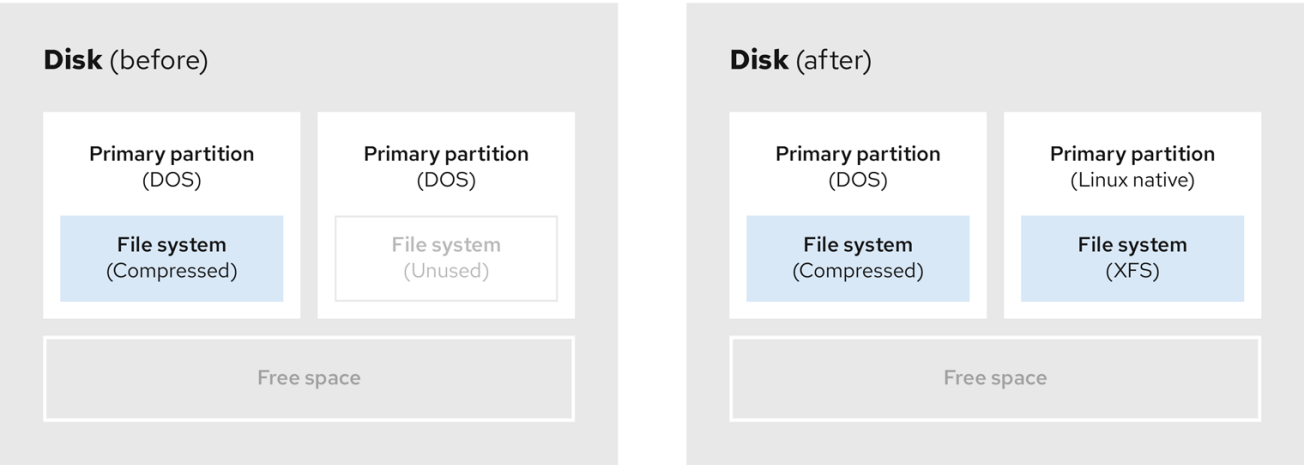 Disk (before)
Primary partition
(DOS)
File system
(Compressed)
Primary partition
(DOS)
File system
(Unused)
Free space
Disk (after)
Primary partition
(DOS)
File system
(Compressed)
Primary partition
(Linux native)
File system
(XFS)
Free space